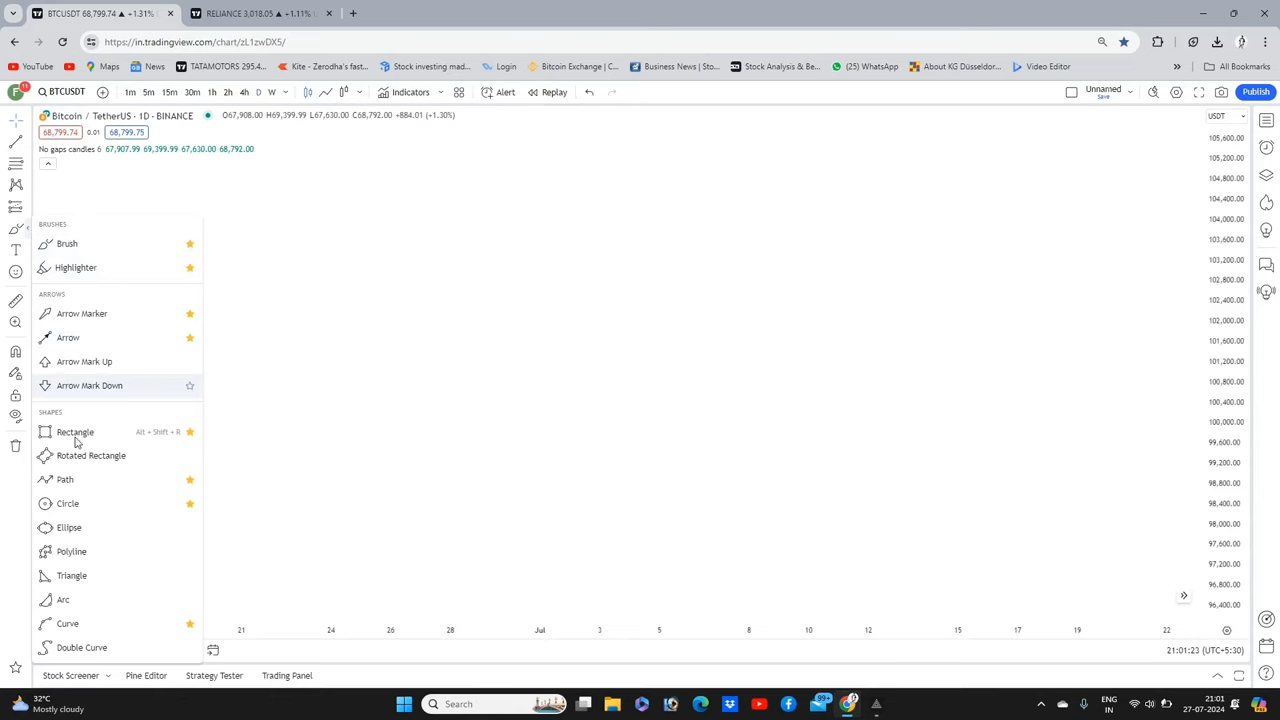 BTCUSDT 68,799.74 ▲ +1.31%
RELIANCE 3,018.05 ▲ +1.11%
https://in.tradingview.com/chart/zL1zwDX5/
YouTube
Maps
News
TATAMOTORS 295.4...
Kite - Zerodha's fast...
Stock investing mad...
Login
Bitcoin Exchange | C...
Business News | Sto...
Stock Analysis & Be...
(25) WhatsApp
About KG Düsseldor...
Video Editor
All Bookmarks
F 11
BTCUSDT
1m 5m 15m 30m 1h 2h 4h D W
Indicators
Alert
Replay
Unnamed
Save
Publish
Bitcoin / TetherUS · 1D · BINANCE
O67,908.00 H69,399.99 L67,630.00 C68,792.00 +884.01 (+1.30%)
USDT
68,799.74 0.01 68,799.75
No gaps candles 6 67,907.99 69,399.99 67,630.00 68,792.00
105,600.00
105,200.00
104,800.00
104,400.00
104,000.00
103,600.00
103,200.00
102,800.00
102,400.00
102,000.00
101,600.00
101,200.00
100,800.00
100,400.00
100,000.00
99,600.00
99,200.00
98,800.00
98,400.00
98,000.00
97,600.00
97,200.00
96,800.00
96,400.00
BRUSHES
Brush
Highlighter
ARROWS
Arrow Marker
Arrow
Arrow Mark Up
Arrow Mark Down
SHAPES
Rectangle Alt + Shift + R
Rotated Rectangle
Path
Circle
Ellipse
Polyline
Triangle
Arc
Curve
Double Curve
21 24 26 28 Jul 3 5 8 10 12 15 17 19 22
21:01:23 (UTC+5:30)
Stock Screener
Pine Editor
Strategy Tester
Trading Panel
32°C
Mostly cloudy
Search
99+
ENG
IN
21:01
27-07-2024